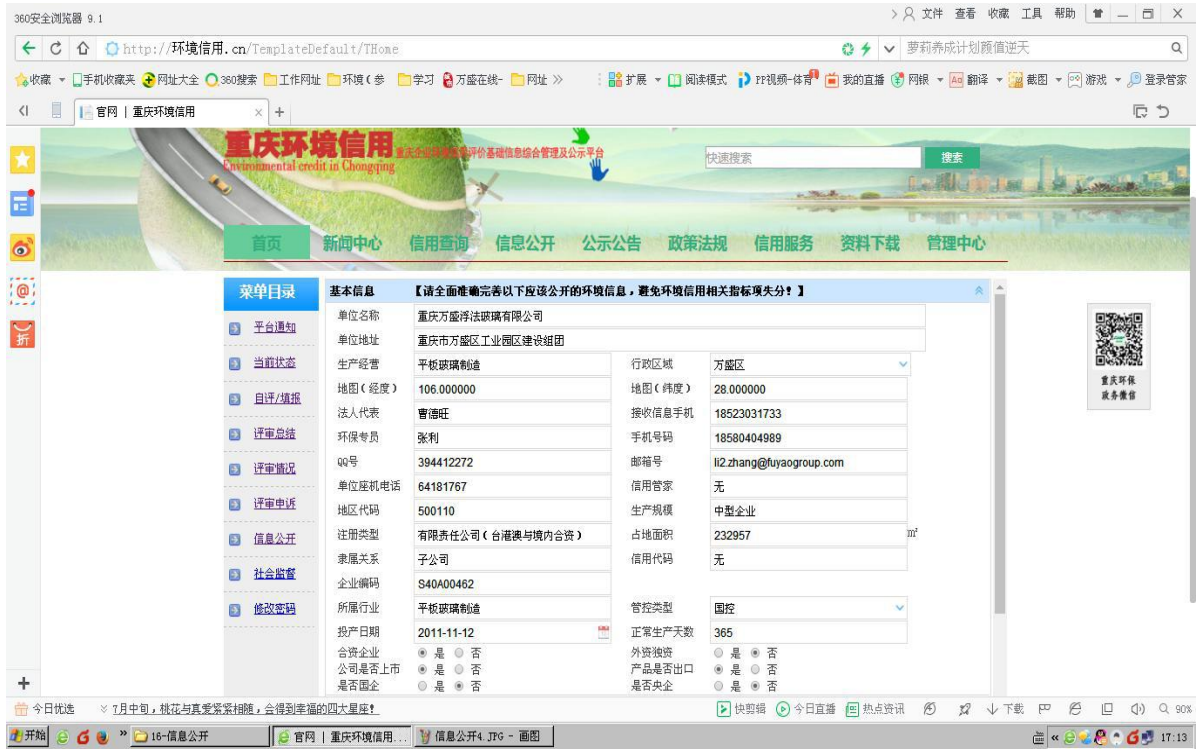 360安全浏览器 9.1 文件 查看 收藏 工具 帮助
http://环境信用.cn/TemplateDefault/THome 萝莉养成计划颜值逆天
收藏 手机收藏夹 网址大全 360搜索 工作网址 环境(参 学习 万盛在线- 网址 » 扩展 阅读模式 PP视频-体育 我的直播 网银 翻译 截图 游戏 登录管家
官网 | 重庆环境信用 × +
重庆环境信用
评价基础信息综合管理及公示平台
Environmental credit in Chongqing
快速搜索 搜索
首页 新闻中心 信用查询 信息公开 公示公告 政策法规 信用服务 资料下载 管理中心
菜单目录
平台通知
当前状态
自评/填报
评审总结
评审情况
评审申诉
信息公开
社会监督
修改密码
基本信息 【请全面准确完善以下应该公开的环境信息,避免环境信用相关指标项失分!】
单位名称 重庆万盛浮法玻璃有限公司
单位地址 重庆市万盛区工业园区建设组团
生产经营 平板玻璃制造 行政区域 万盛区
地图(经度) 106.000000 地图(纬度) 28.000000
法人代表 曹德旺 接收信息手机 18523031733
环保专员 张利 手机号码 18580404989
QQ号 394412272 邮箱号 li2.zhang@fuyaogroup.com
单位座机电话 64181767 信用管家 无
地区代码 500110 生产规模 中型企业
注册类型 有限责任公司(台港澳与境内合资) 占地面积 232957 m²
隶属关系 子公司 信用代码 无
企业编码 S40A00462
所属行业 平板玻璃制造 管控类型 国控
投产日期 2011-11-12 正常生产天数 365
合资企业 是 否 外资独资 是 否
公司是否上市 是 否 产品是否出口 是 否
是否国企 是 否 是否央企 是 否
重庆环保
政务微信
折
今日优选 7月中旬,桃花与真爱紧紧相随,会得到幸福的四大星座! 快剪辑 今日直播 热点资讯 下载 90%
开始 16-信息公开 官网 | 重庆环境信用... 信息公开4.JPG - 画图 17:13